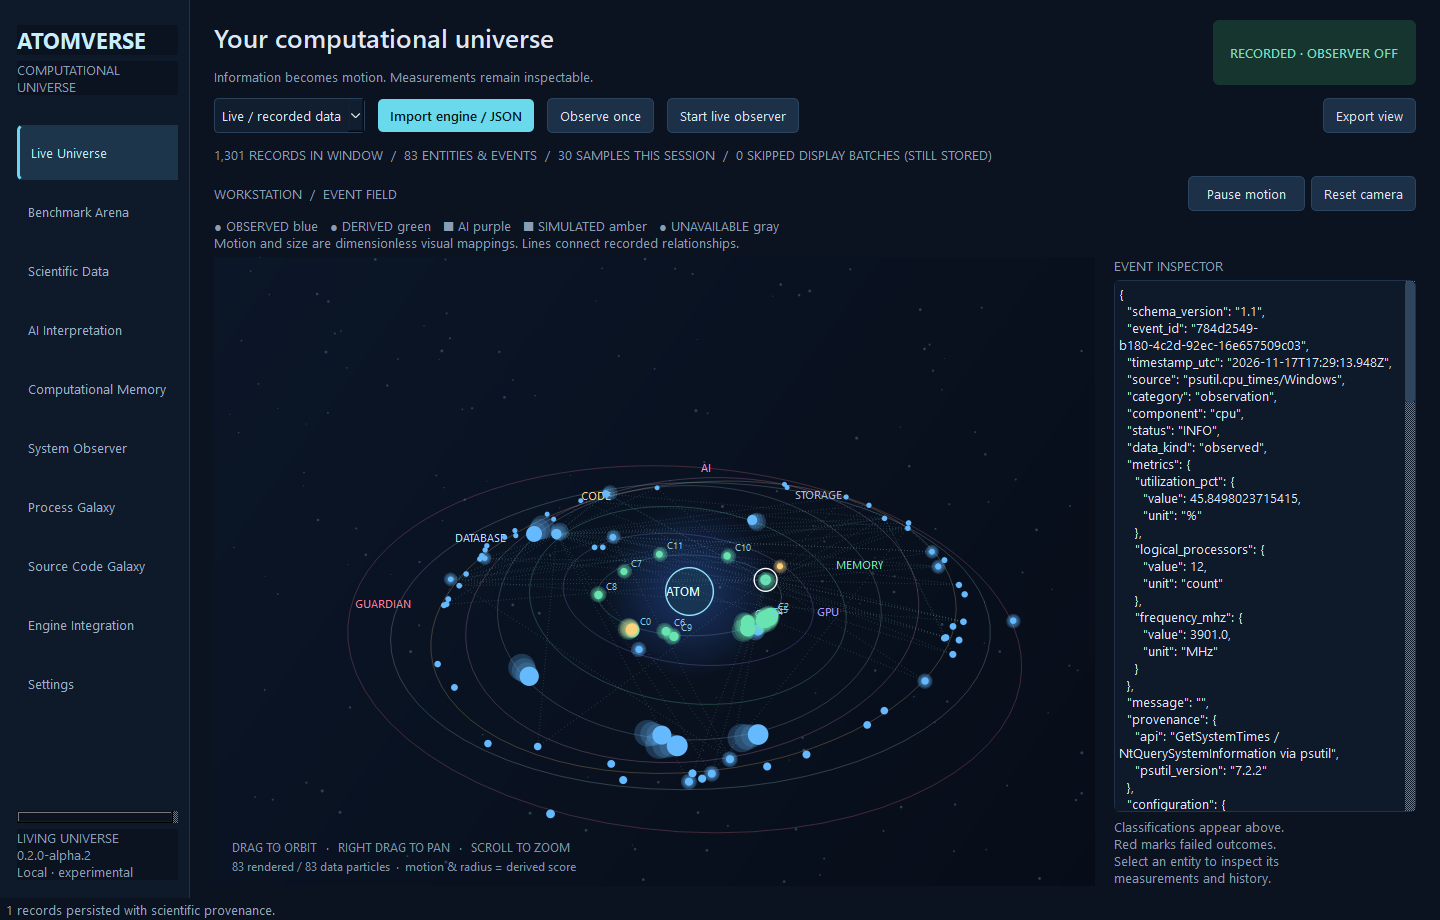 ATOMVERSE
COMPUTATIONAL
UNIVERSE
Live Universe
Benchmark Arena
Scientific Data
AI Interpretation
Computational Memory
System Observer
Process Galaxy
Source Code Galaxy
Engine Integration
Settings
LIVING UNIVERSE
0.2.0-alpha.2
Local · experimental
Your computational universe
Information becomes motion. Measurements remain inspectable.
RECORDED · OBSERVER OFF
Live / recorded data
Import engine / JSON
Observe once
Start live observer
Export view
1,301 RECORDS IN WINDOW / 83 ENTITIES & EVENTS / 30 SAMPLES THIS SESSION / 0 SKIPPED DISPLAY BATCHES (STILL STORED)
WORKSTATION / EVENT FIELD
Pause motion
Reset camera
● OBSERVED blue ● DERIVED green ■ AI purple ■ SIMULATED amber ● UNAVAILABLE gray
Motion and size are dimensionless visual mappings. Lines connect recorded relationships.
AI
CODE
STORAGE
DATABASE
C11
C10
C7
MEMORY
C8
ATOM
GUARDIAN
C2
GPU
C0
C6
C9
DRAG TO ORBIT · RIGHT DRAG TO PAN · SCROLL TO ZOOM
83 rendered / 83 data particles · motion & radius = derived score
EVENT INSPECTOR
{
"schema_version": "1.1",
"event_id": "784d2549-
b180-4c2d-92ec-16e657509c03",
"timestamp_utc": "2026-11-17T17:29:13.948Z",
"source": "psutil.cpu_times/Windows",
"category": "observation",
"component": "cpu",
"status": "INFO",
"data_kind": "observed",
"metrics": {
"utilization_pct": {
"value": 45.8498023715415,
"unit": "%"
},
"logical_processors": {
"value": 12,
"unit": "count"
},
"frequency_mhz": {
"value": 3901.0,
"unit": "MHz"
}
},
"message": "",
"provenance": {
"api": "GetSystemTimes /
NtQuerySystemInformation via psutil",
"psutil_version": "7.2.2"
},
"configuration": {
Classifications appear above.
Red marks failed outcomes.
Select an entity to inspect its
measurements and history.
1 records persisted with scientific provenance.